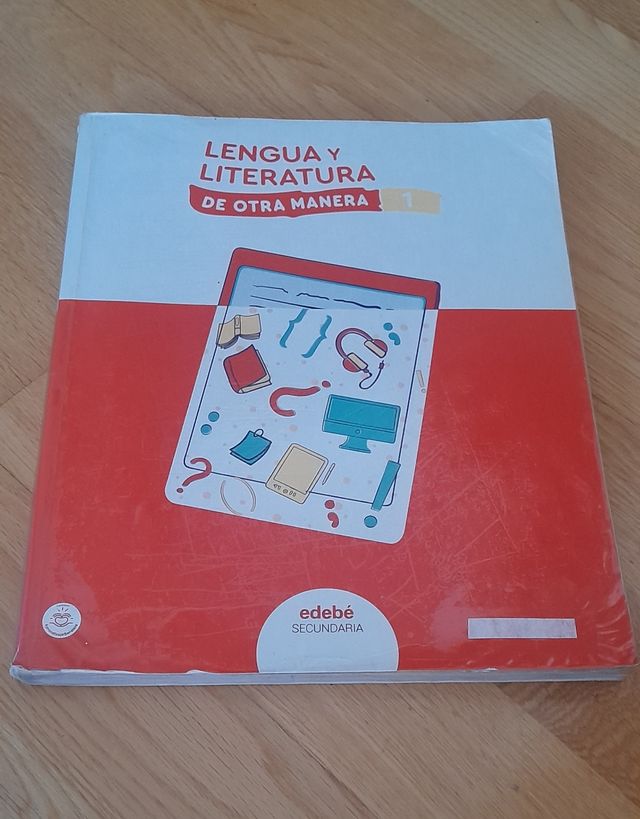 LENGUA Y
LITERATURA
DE OTRA MANERA 1
edebé
SECUNDARIA